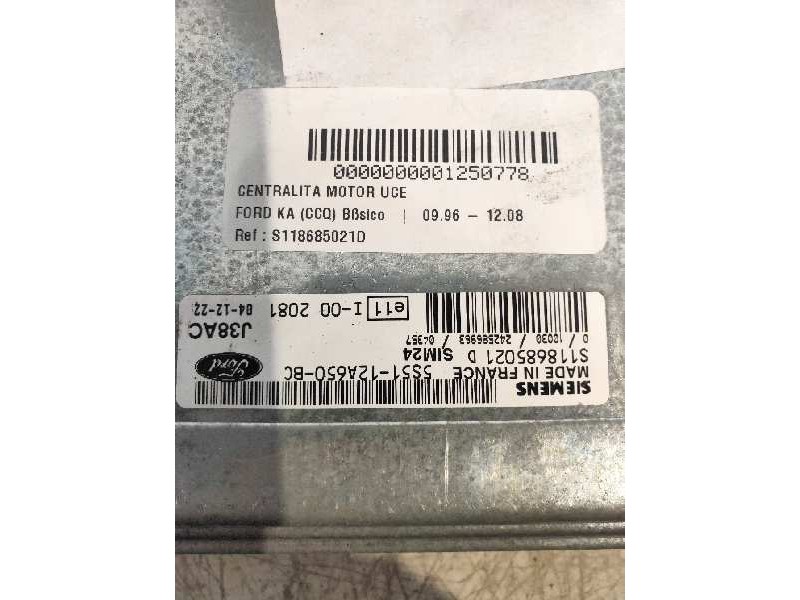 0000000001250778
CENTRALITA MOTOR UCE
FORD KA (CCQ) Bßsico | 09.96 – 12.08
Ref : S118685021D
SIEMENS
MADE IN FRANCE 5S51-12A650-BC
S118685021 D SIM24
0 / 12030 / 242586963 / 04357
Ford
J38AC
e11 I-00 2081 04-12-22